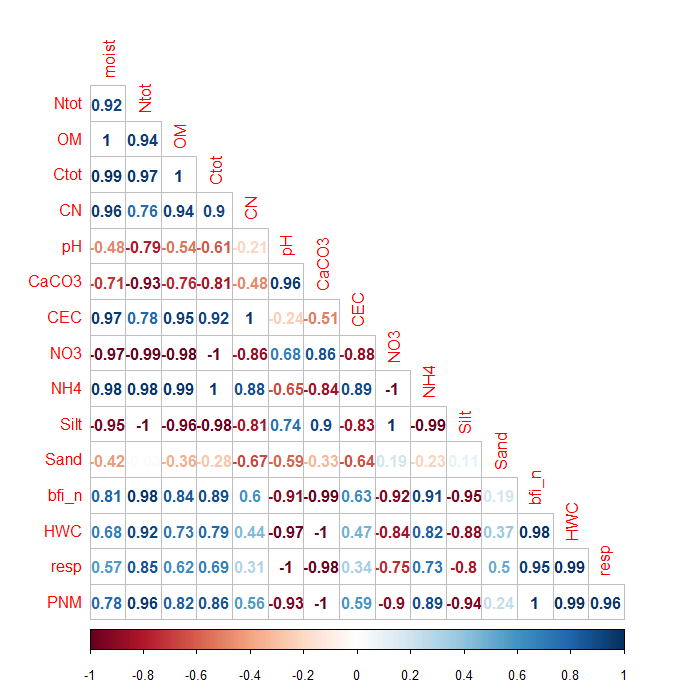 moist
Ntot 0.92 Ntot
OM 1 0.94 OM
Ctot 0.99 0.97 1 Ctot
CN 0.96 0.76 0.94 0.9 CN
pH -0.48 -0.79 -0.54 -0.61 -0.21 pH
CaCO3 -0.71 -0.93 -0.76 -0.81 -0.48 0.96 CaCO3
CEC 0.97 0.78 0.95 0.92 1 -0.24 -0.51 CEC
NO3 -0.97 -0.99 -0.98 -1 -0.86 0.68 0.86 -0.88 NO3
NH4 0.98 0.98 0.99 1 0.88 -0.65 -0.84 0.89 -1 NH4
Silt -0.95 -1 -0.96 -0.98 -0.81 0.74 0.9 -0.83 1 -0.99 Silt
Sand -0.42 -0.36 -0.28 -0.67 -0.59 -0.33 -0.64 0.19 -0.23 0.11 Sand
bfi_n 0.81 0.98 0.84 0.89 0.6 -0.91 -0.99 0.63 -0.92 0.91 -0.95 0.19 bfi_n
HWC 0.68 0.92 0.73 0.79 0.44 -0.97 -1 0.47 -0.84 0.82 -0.88 0.37 0.98 HWC
resp 0.57 0.85 0.62 0.69 0.31 -1 -0.98 0.34 -0.75 0.73 -0.8 0.5 0.95 0.99 resp
PNM 0.78 0.96 0.82 0.86 0.56 -0.93 -1 0.59 -0.9 0.89 -0.94 0.24 1 0.99 0.96
-1 -0.8 -0.6 -0.4 -0.2 0 0.2 0.4 0.6 0.8 1